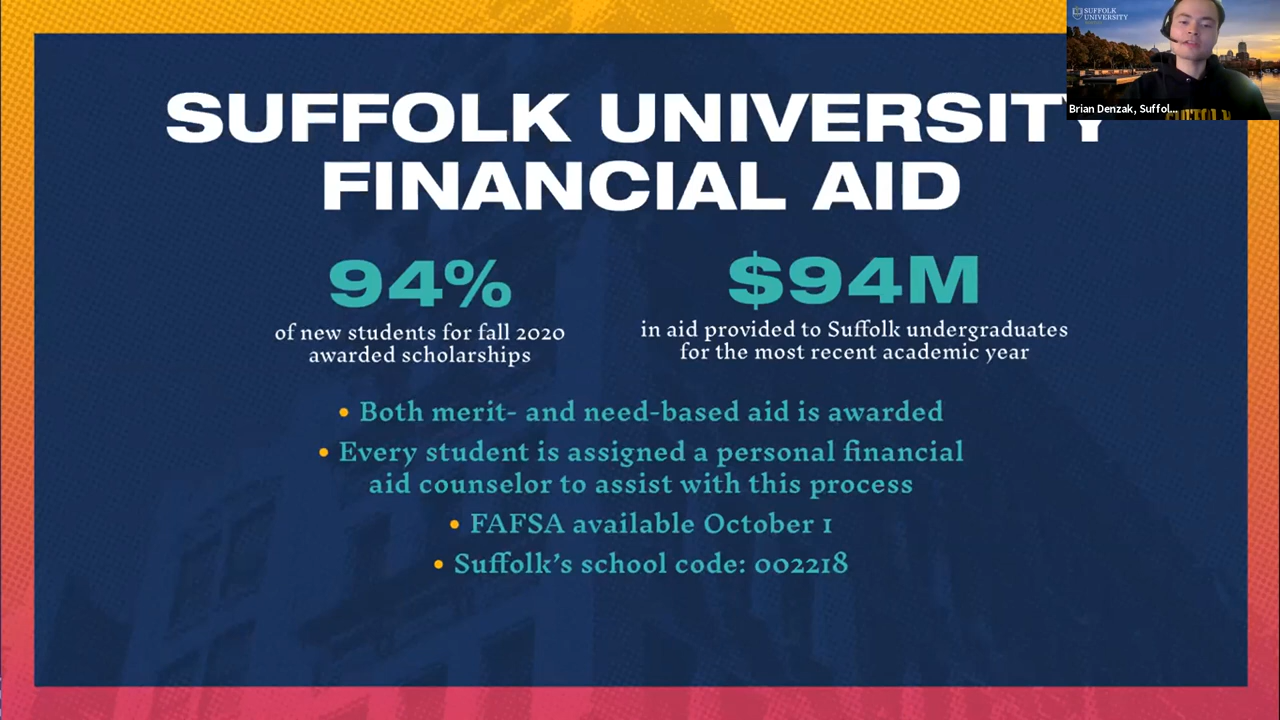 SUFFOLK UNIVERSITY
FINANCIAL AID
94%
of new students for fall 2020
awarded scholarships
$94M
in aid provided to Suffolk undergraduates
for the most recent academic year
• Both merit- and need-based aid is awarded
• Every student is assigned a personal financial
aid counselor to assist with this process
• FAFSA available October 1
• Suffolk’s school code: 002218
SUFFOLK
UNIVERSITY
Brian Denzak, Suffol...